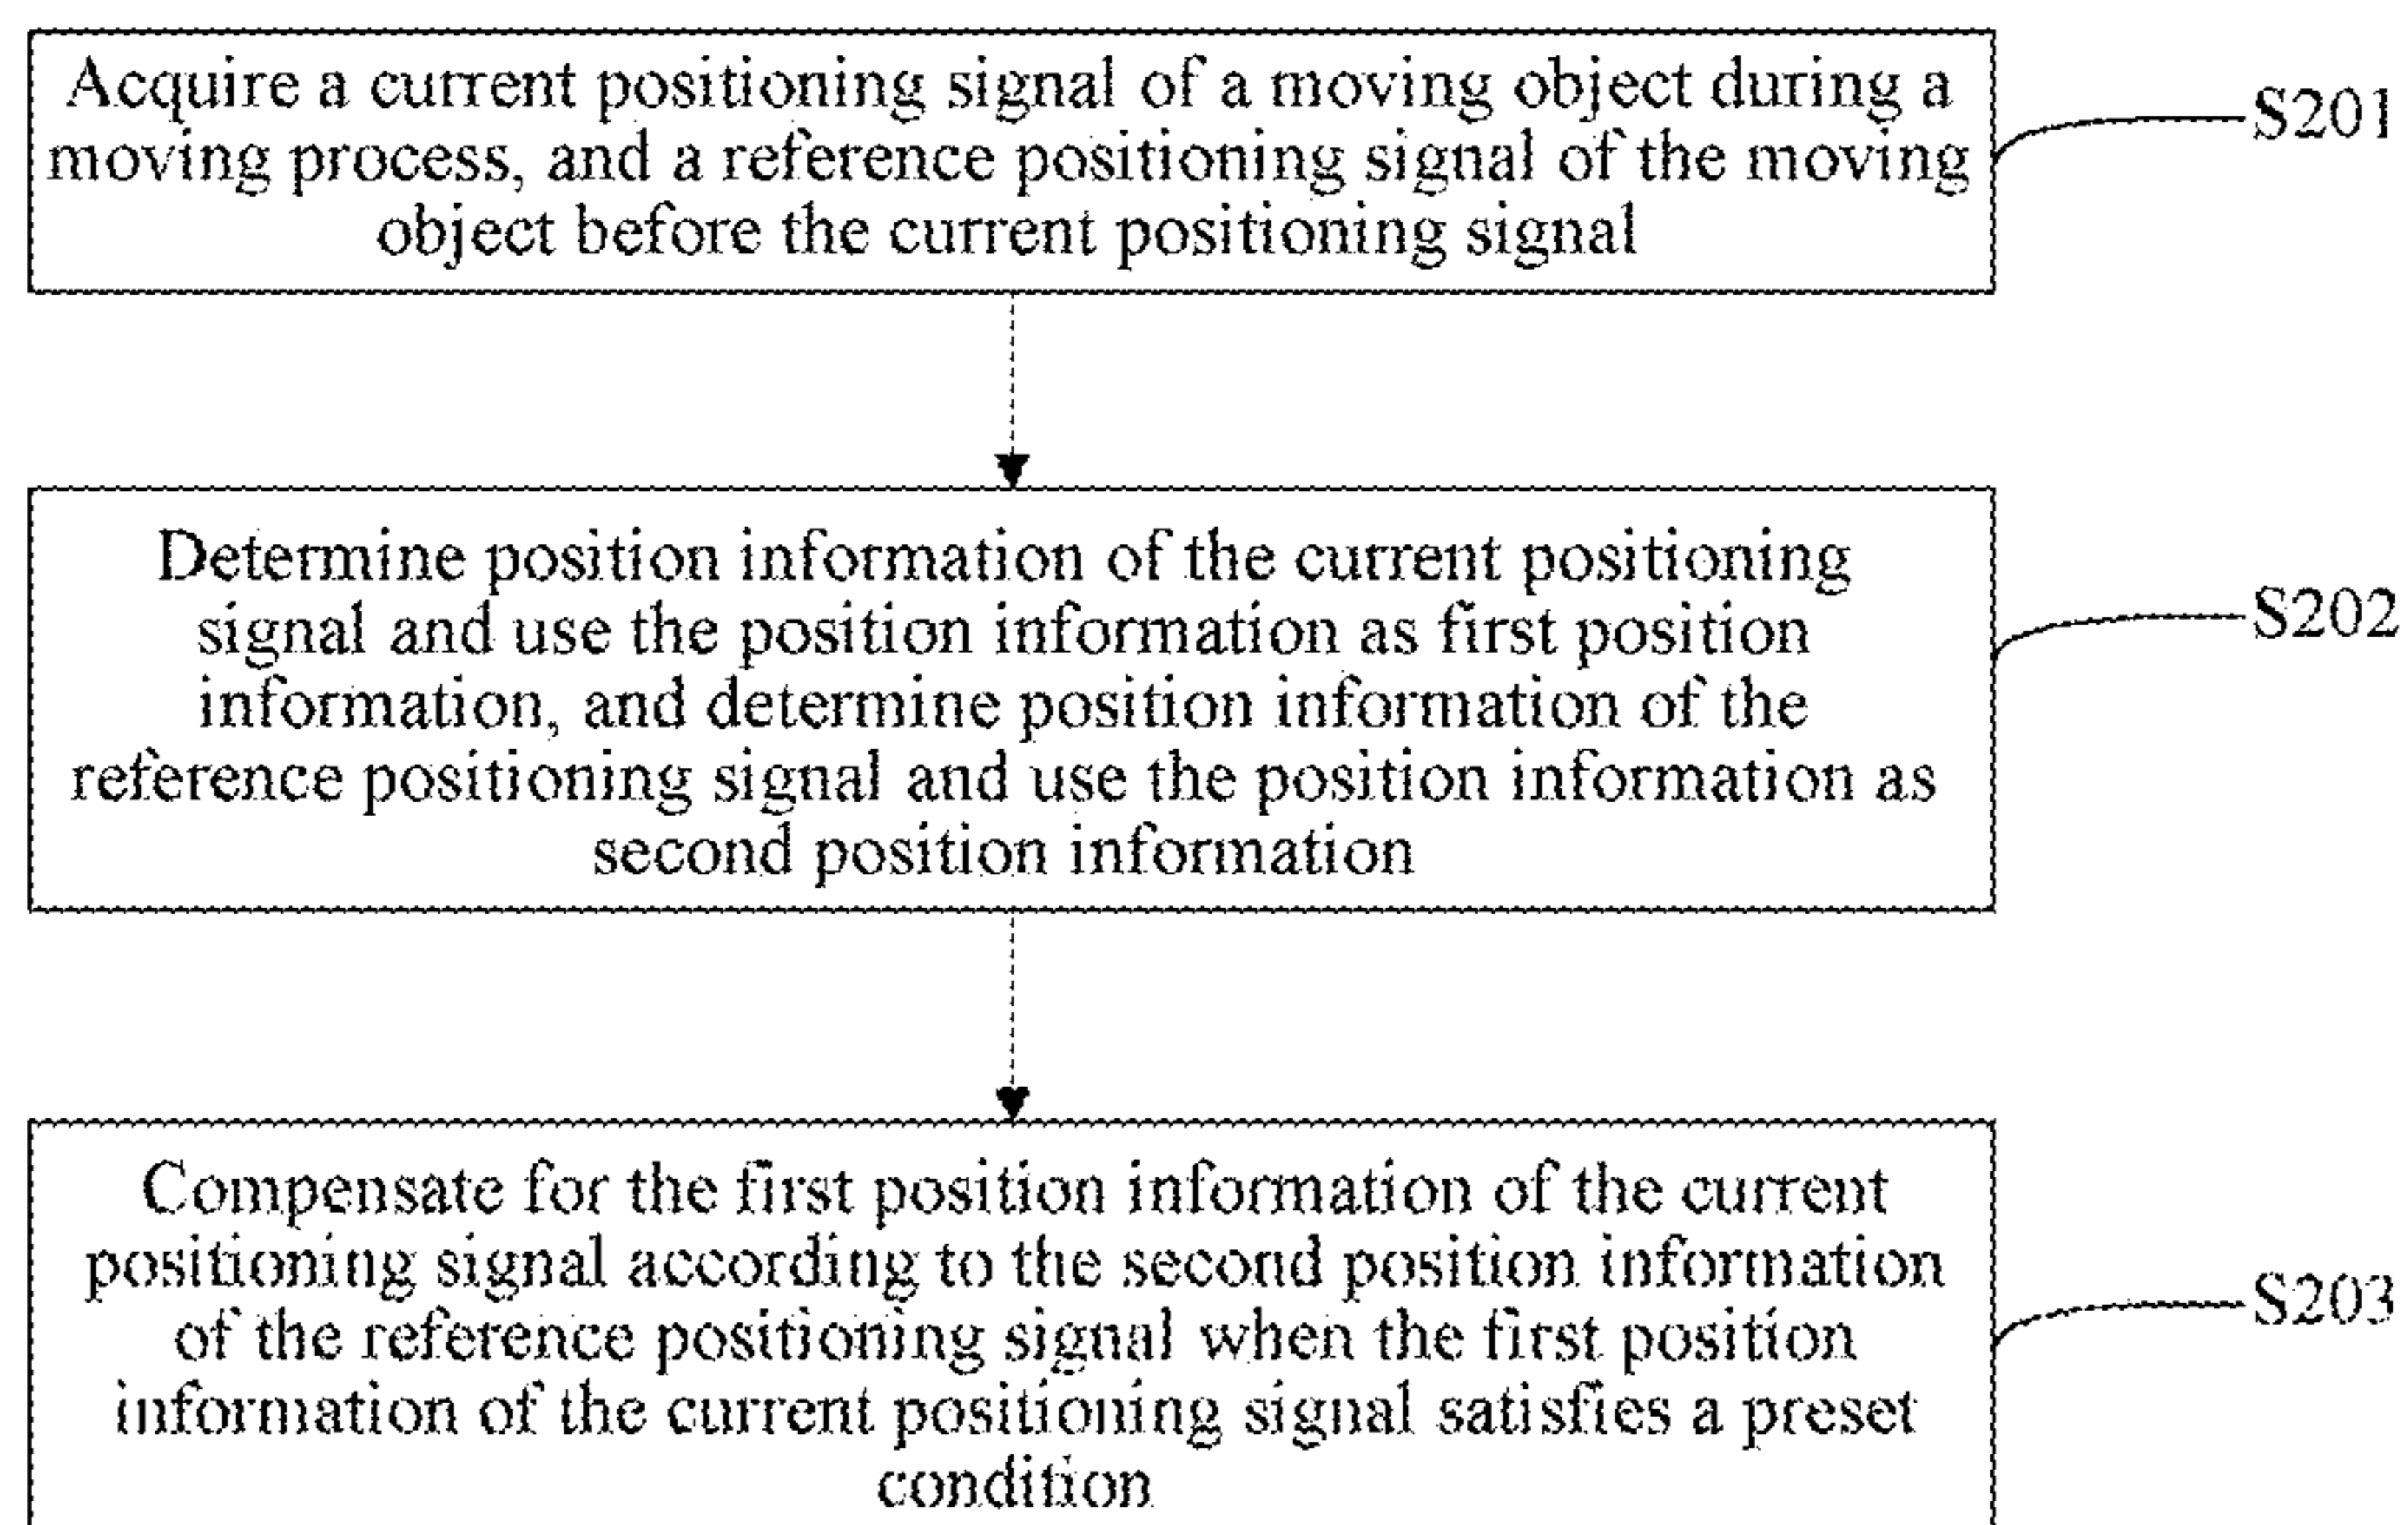 Acquire a current positioning signal of a moving object during a
moving process, and a reference positioning signal of the moving
object before the current positioning signal
S201
Determine position information of the current positioning
signal and use the position information as first position
information, and determine position information of the
reference positioning signal and use the position information as
second position information
S202
Compensate for the first position information of the current
positioning signal according to the second position information
of the reference positioning signal when the first position
information of the current positioning signal satisfies a preset
condition
S203